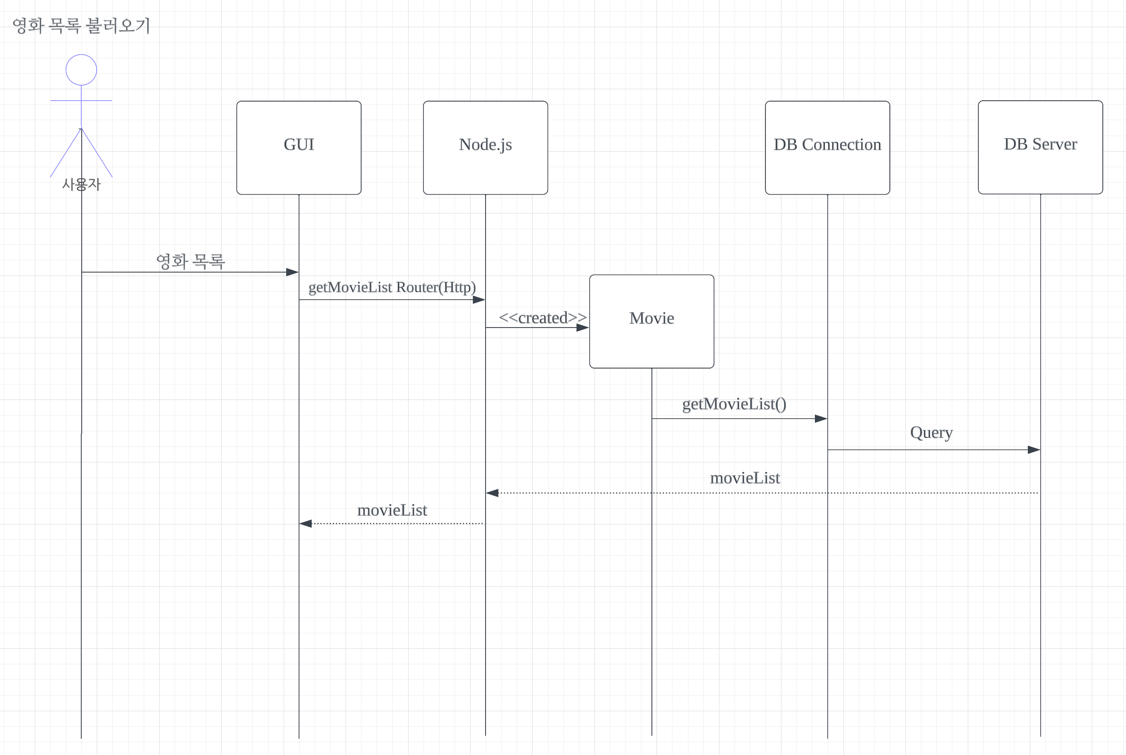 영화 목록 불러오기
사용자
GUI
Node.js
DB Connection
DB Server
영화 목록
getMovieList Router(Http)
<<created>>
Movie
getMovieList()
Query
movieList
movieList